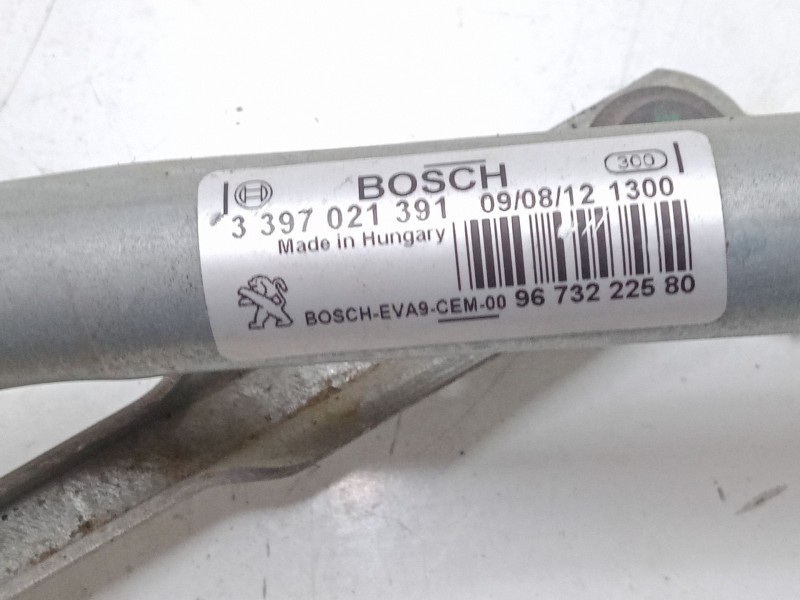 BOSCH 300
3 397 021 391 09/08/12 1300
Made in Hungary
BOSCH-EVA9-CEM-00 96 732 225 80